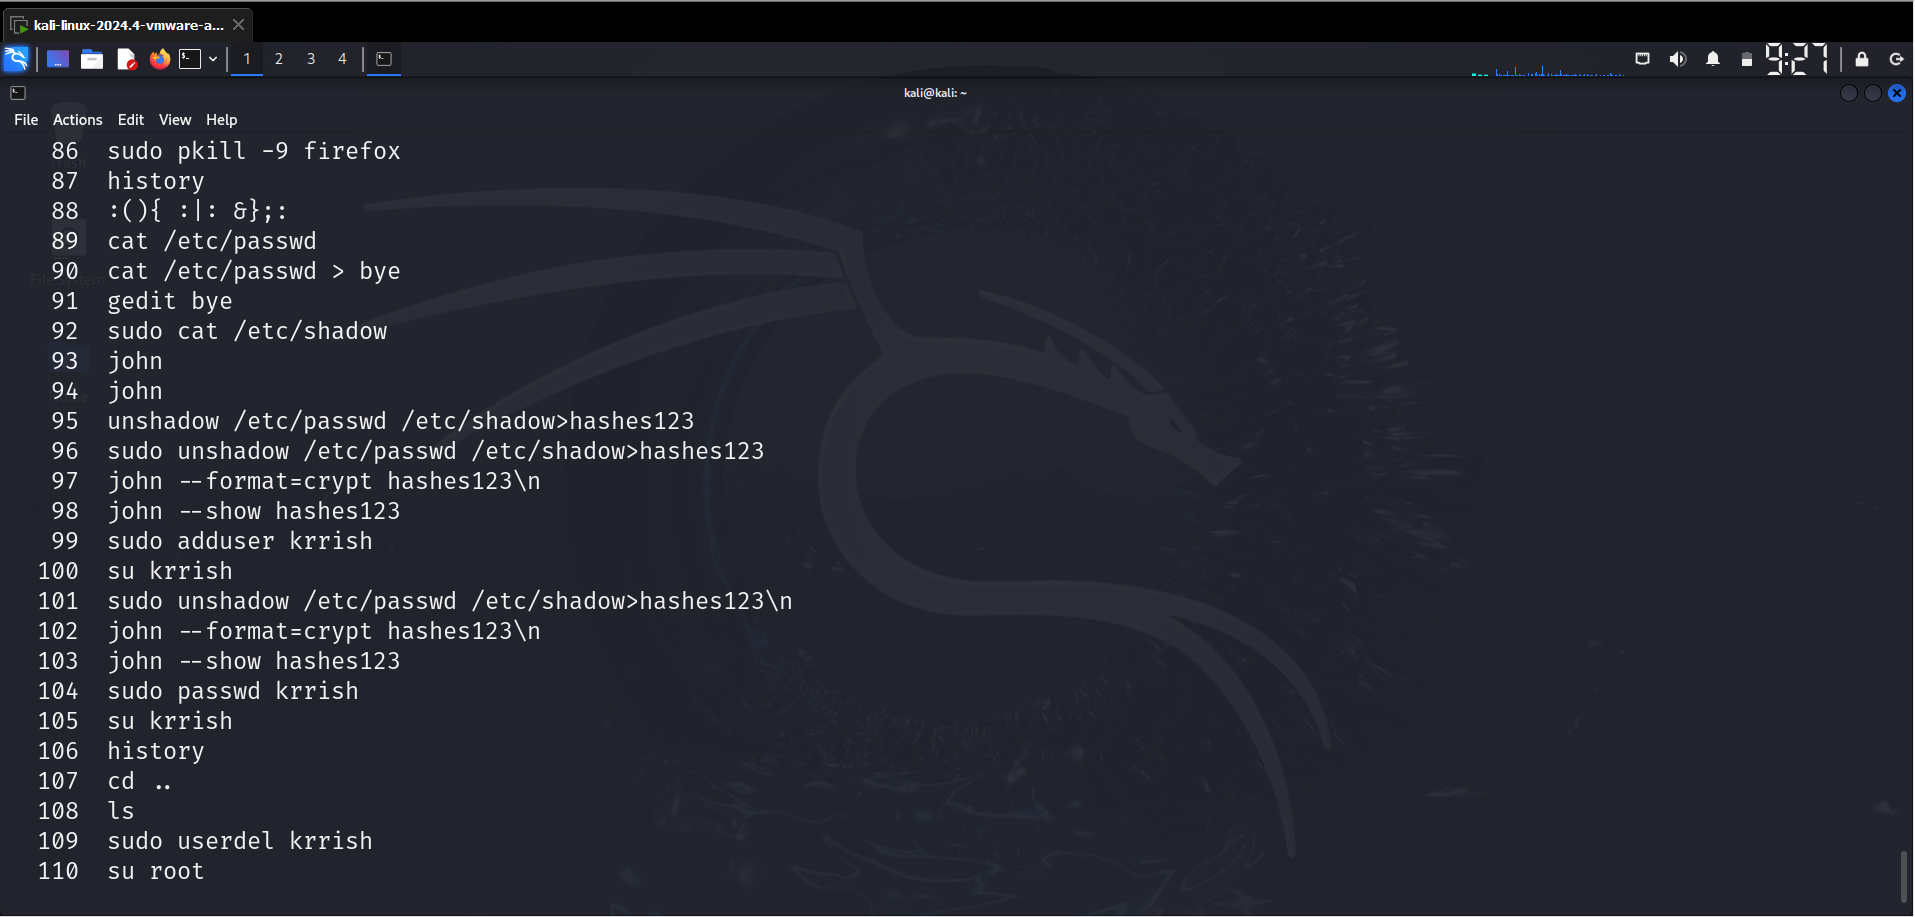 kali-linux-2024.4-vmware-a...
1 2 3 4
9:27
kali@kali: ~
File Actions Edit View Help
86 sudo pkill -9 firefox
87 history
88 :(){ :|: &};:
89 cat /etc/passwd
90 cat /etc/passwd > bye
File System
91 gedit bye
92 sudo cat /etc/shadow
93 john
94 john
95 unshadow /etc/passwd /etc/shadow>hashes123
96 sudo unshadow /etc/passwd /etc/shadow>hashes123
97 john --format=crypt hashes123\n
98 john --show hashes123
99 sudo adduser krrish
100 su krrish
101 sudo unshadow /etc/passwd /etc/shadow>hashes123\n
102 john --format=crypt hashes123\n
103 john --show hashes123
104 sudo passwd krrish
105 su krrish
106 history
107 cd ..
108 ls
109 sudo userdel krrish
110 su root